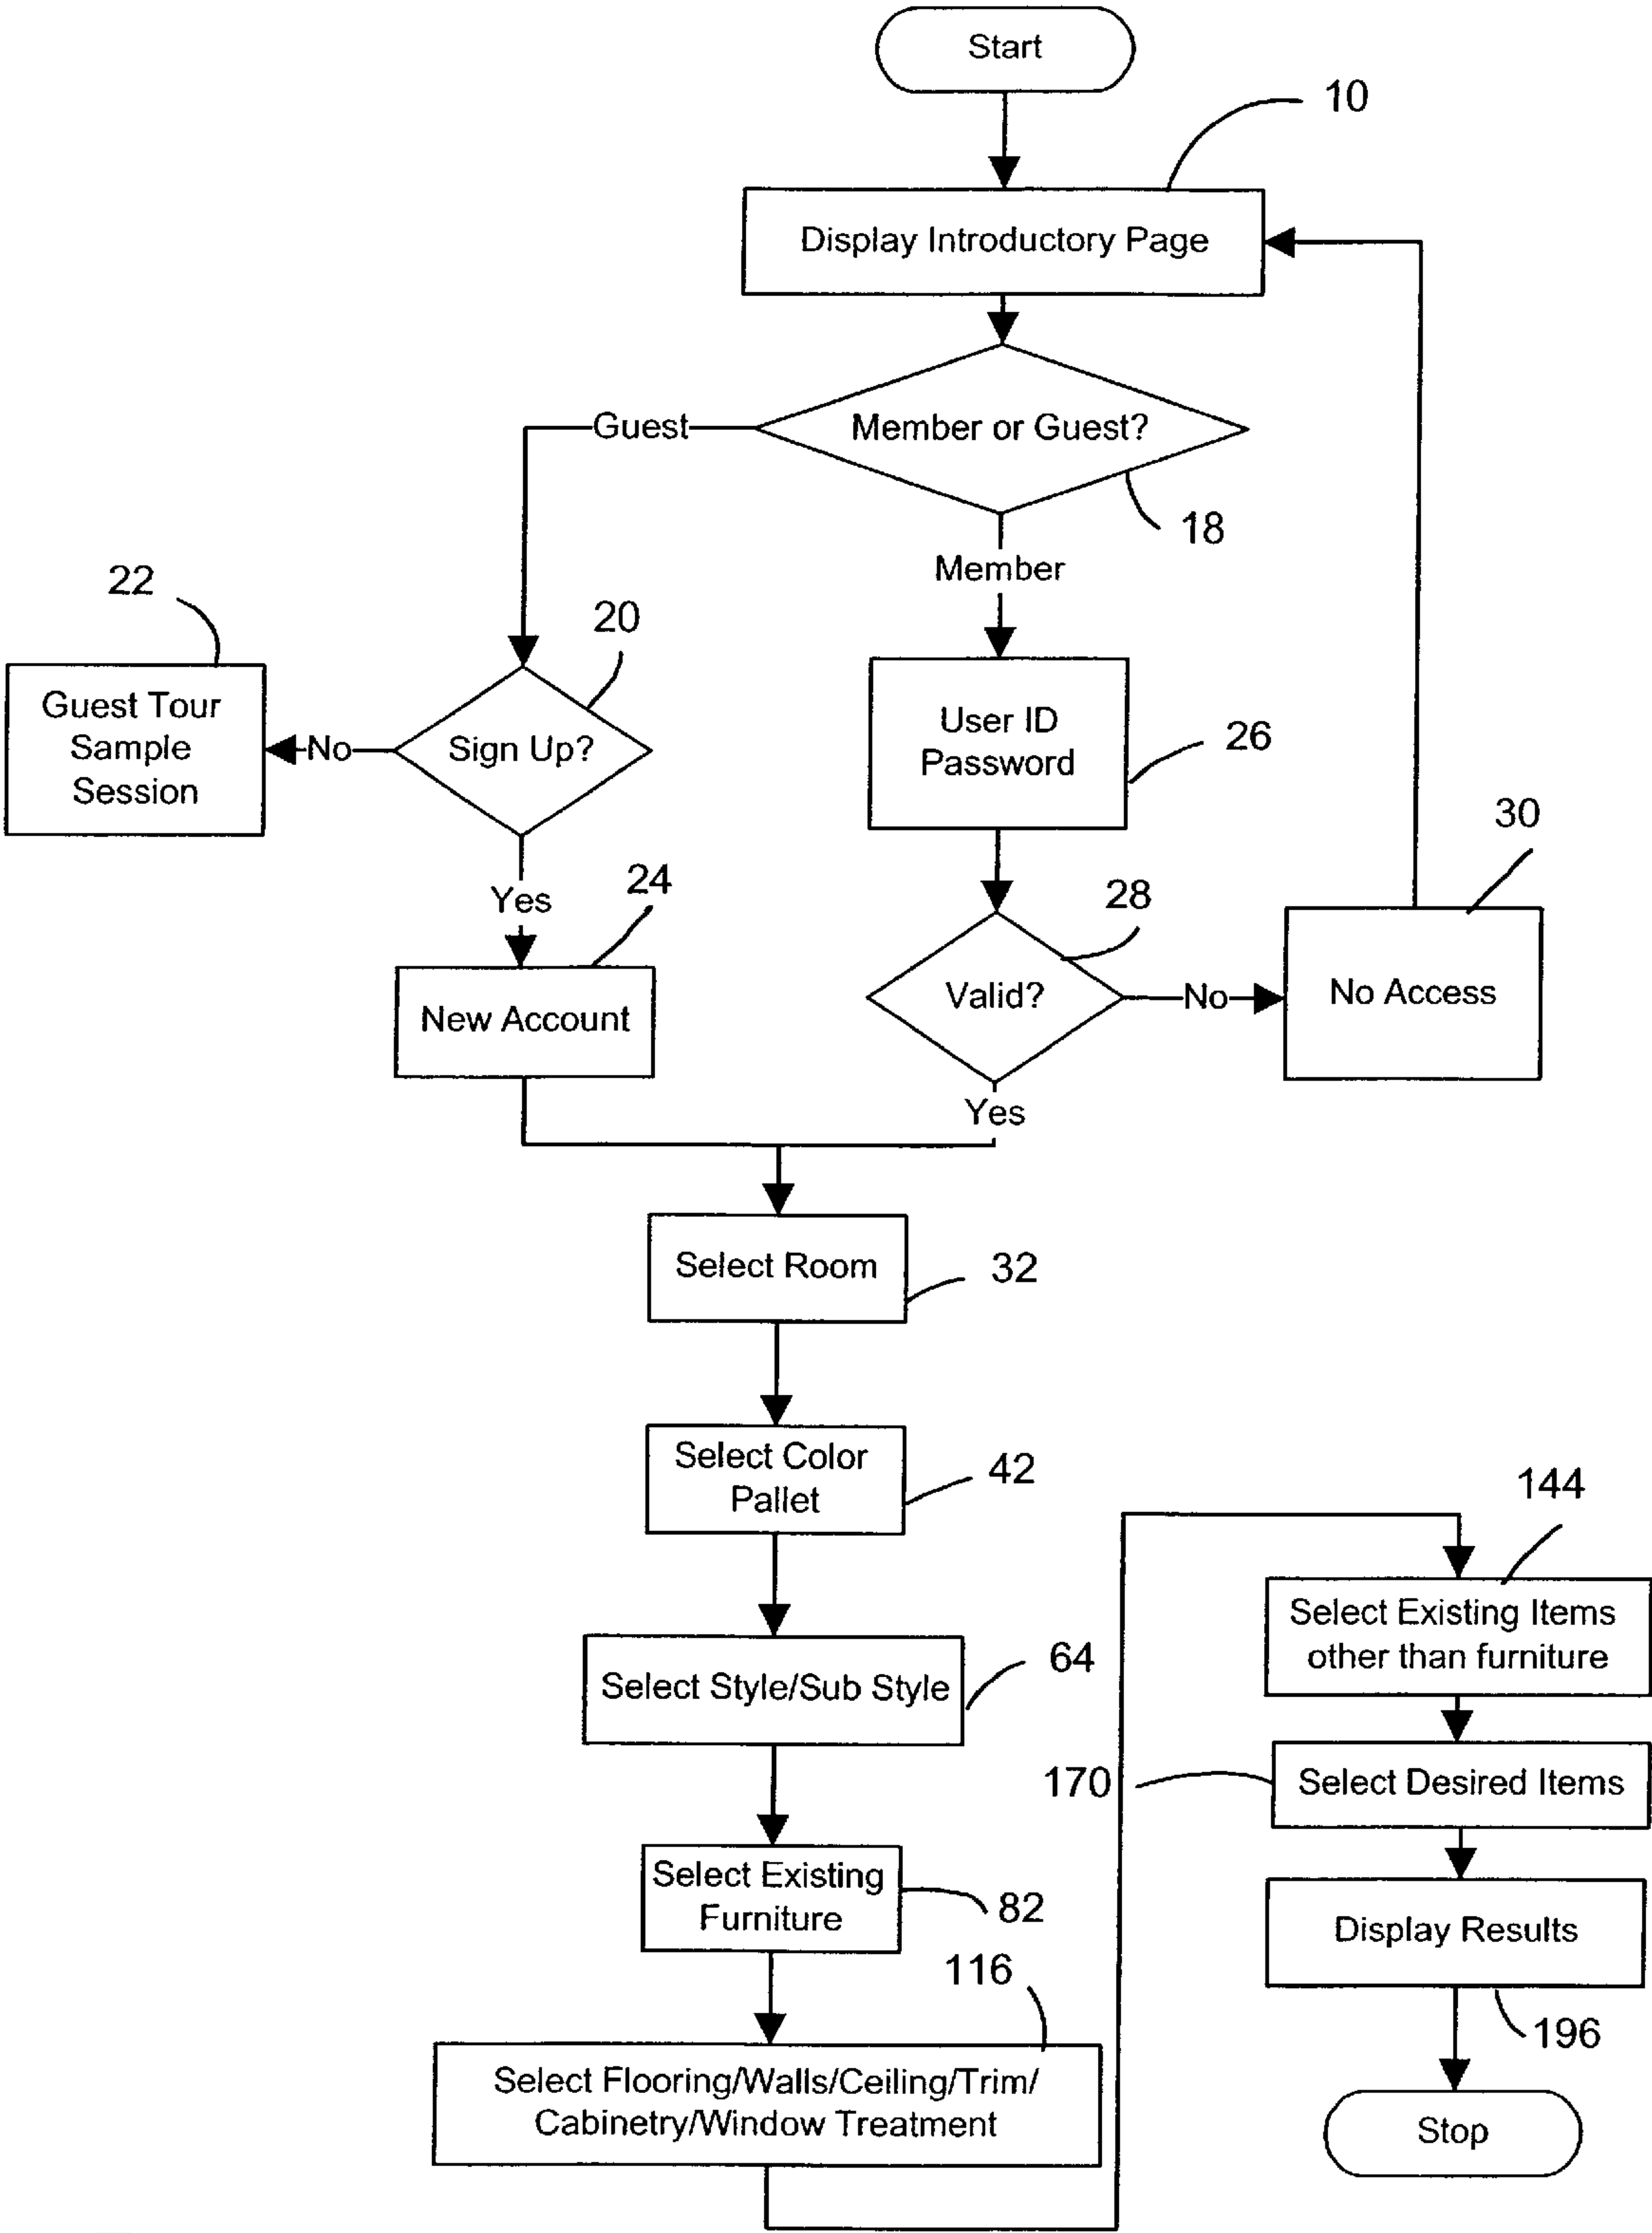 Start
10
Display Introductory Page
Guest
Member or Guest?
18
Member
22
20
Guest Tour
Sample
Session
No
Sign Up?
User ID
Password
26
30
Yes
24
28
New Account
Valid?
No
No Access
Yes
Select Room
32
Select Color
Pallet
42
144
Select Existing Items
other than furniture
Select Style/Sub Style
64
170
Select Desired Items
Select Existing
Furniture
82
Display Results
116
196
Select Flooring/Walls/Ceiling/Trim/
Cabinetry/Window Treatment
Stop